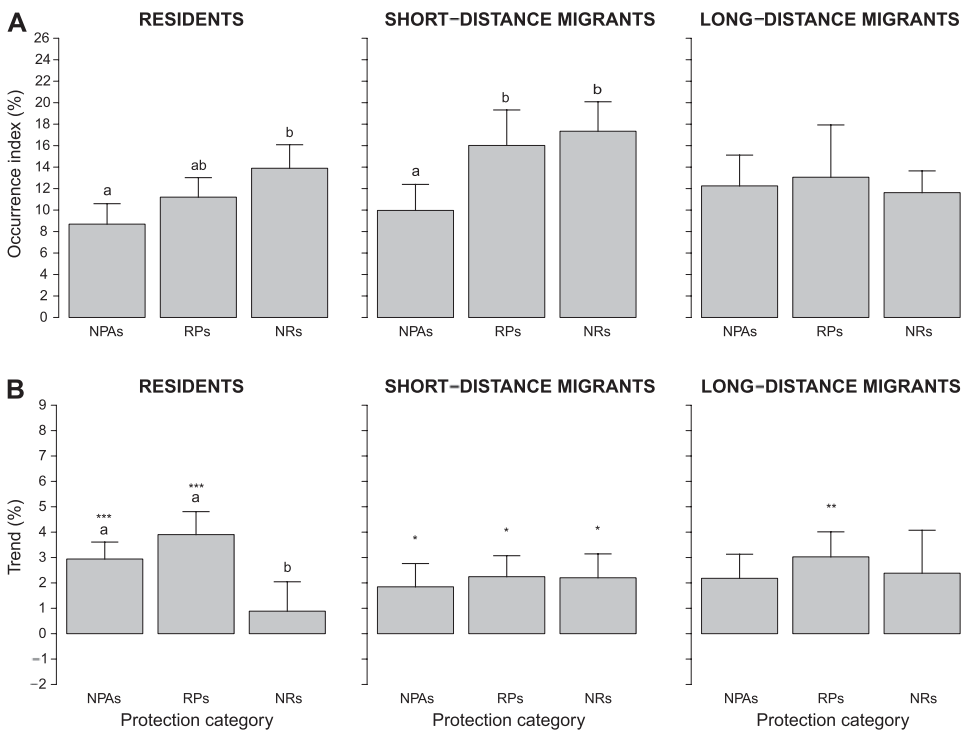 A
RESIDENTS
SHORT−DISTANCE MIGRANTS
LONG−DISTANCE MIGRANTS
Occurrence index (%)
26
24
22
20
18
16
14
12
10
8
6
4
2
0
a
ab
b
a
b
b
NPAs RPs NRs
NPAs RPs NRs
NPAs RPs NRs
B
RESIDENTS
SHORT−DISTANCE MIGRANTS
LONG−DISTANCE MIGRANTS
Trend (%)
9
8
7
6
5
4
3
2
1
0
−1
−2
***
a
***
a
b
*
*
*
**
NPAs RPs NRs
NPAs RPs NRs
NPAs RPs NRs
Protection category
Protection category
Protection category